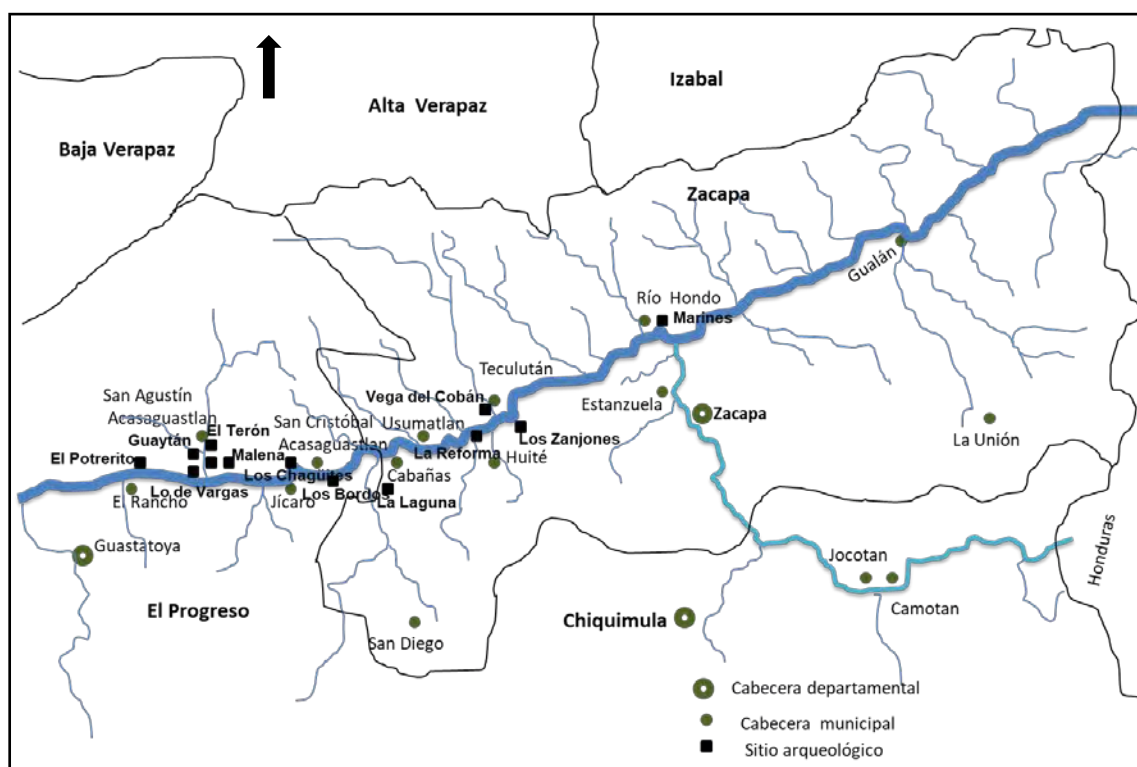 Izabal
Alta Verapaz
Baja Verapaz
Zacapa
Gualán
Río Hondo
Marines
Teculután
San Agustín
Acasaguastlan
Vega del Cobán
Estanzuela
Zacapa
San Cristóbal
Acasaguastlan
Usumatlan
El Terón
Guaytán
Los Zanjones
La Unión
La Reforma
Huité
El Potrerito
Malena
Los Chagüites
Cabañas
Lo de Vargas
El Rancho
Jícaro
Los Bordos
La Laguna
Guastatoya
Jocotan
Honduras
Camotan
El Progreso
Chiquimula
San Diego
Cabecera departamental
Cabecera municipal
Sitio arqueológico